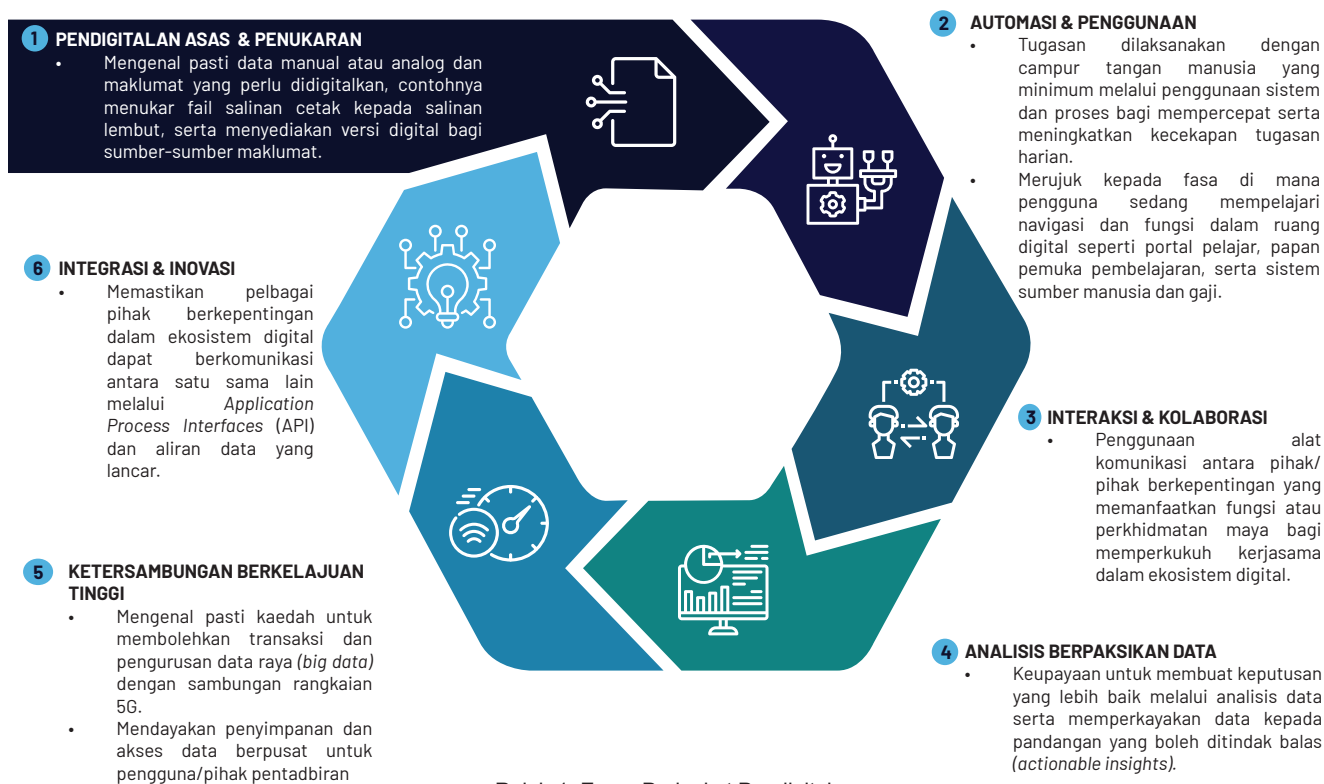 1 PENDIGITALAN ASAS & PENUKARAN
• Mengenal pasti data manual atau analog dan
maklumat yang perlu didigitalkan, contohnya
menukar fail salinan cetak kepada salinan
lembut, serta menyediakan versi digital bagi
sumber-sumber maklumat.
2 AUTOMASI & PENGGUNAAN
• Tugasan dilaksanakan dengan
campur tangan manusia yang
minimum melalui penggunaan sistem
dan proses bagi mempercepat serta
meningkatkan kecekapan tugasan
harian.
• Merujuk kepada fasa di mana
pengguna sedang mempelajari
navigasi dan fungsi dalam ruang
digital seperti portal pelajar, papan
pemuka pembelajaran, serta sistem
sumber manusia dan gaji.
3 INTERAKSI & KOLABORASI
• Penggunaan alat
komunikasi antara pihak/
pihak berkepentingan yang
memanfaatkan fungsi atau
perkhidmatan maya bagi
memperkukuh kerjasama
dalam ekosistem digital.
4 ANALISIS BERPAKSIKAN DATA
• Keupayaan untuk membuat keputusan
yang lebih baik melalui analisis data
serta memperkayakan data kepada
pandangan yang boleh ditindak balas
(actionable insights).
5 KETERSAMBUNGAN BERKELAJUAN
TINGGI
• Mengenal pasti kaedah untuk
membolehkan transaksi dan
pengurusan data raya (big data)
dengan sambungan rangkaian
5G.
• Mendayakan penyimpanan dan
akses data berpusat untuk
pengguna/pihak pentadbiran
6 INTEGRASI & INOVASI
• Memastikan pelbagai
pihak berkepentingan
dalam ekosistem digital
dapat berkomunikasi
antara satu sama lain
melalui Application
Process Interfaces (API)
dan aliran data yang
lancar.